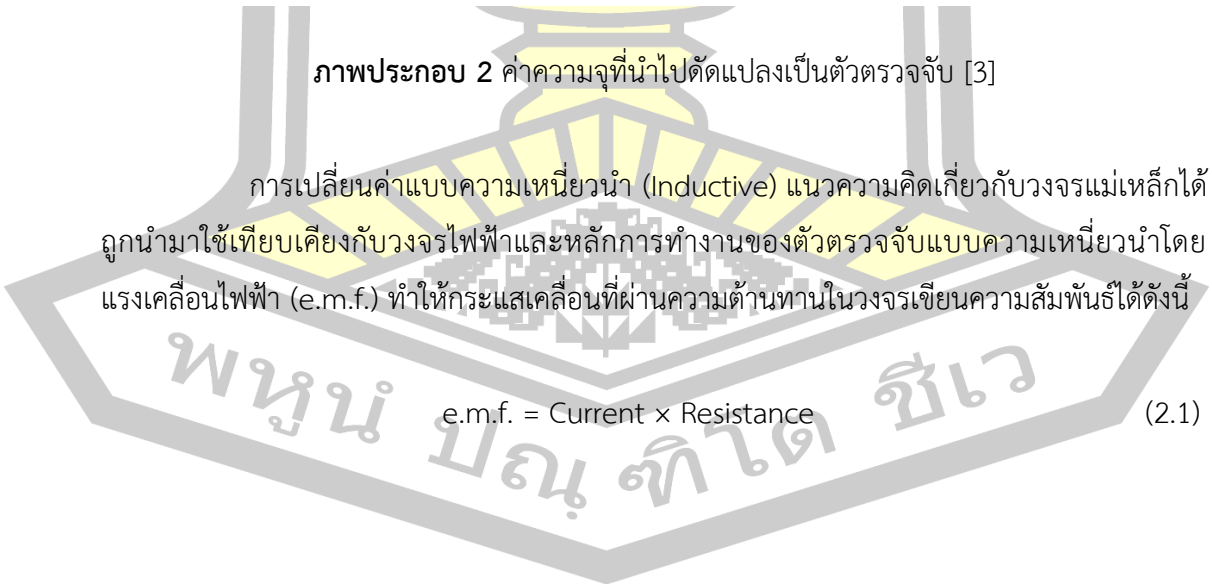 ภาพประกอบ 2 ค่าความจุที่นำไปดัดแปลงเป็นตัวตรวจจับ [3]
การเปลี่ยนค่าแบบความเหนี่ยวนำ (Inductive) แนวความคิดเกี่ยวกับวงจรแม่เหล็กได้
ถูกนำมาใช้เทียบเคียงกับวงจรไฟฟ้าและหลักการทำงานของตัวตรวจจับแบบความเหนี่ยวนำโดย
แรงเคลื่อนไฟฟ้า (e.m.f.) ทำให้กระแสเคลื่อนที่ผ่านความต้านทานในวงจรเขียนความสัมพันธ์ได้ดังนี้
e.m.f. = Current × Resistance (2.1)
พหูนํ ปณฺฑิโต ชีเว